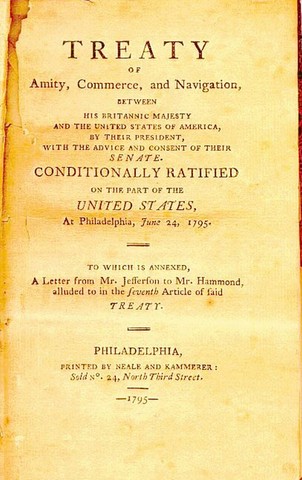 TREATY
OF
Amity, Commerce, and Navigation,
BETWEEN
HIS BRITANNIC MAJESTY
AND THE UNITED STATES OF AMERICA,
BY THEIR PRESIDENT,
WITH THE ADVICE AND CONSENT OF THEIR
SENATE.
CONDITIONALLY RATIFIED
ON THE PART OF THE
UNITED STATES,
At Philadelphia, June 24, 1795.
TO WHICH IS ANNEXED,
A Letter from Mr. Jefferson to Mr. Hammond,
alluded to in the seventh Article of said
TREATY.
PHILADELPHIA,
PRINTED BY NEALE AND KAMMERER:
Sold No. 24, North Third Street.
—1795—